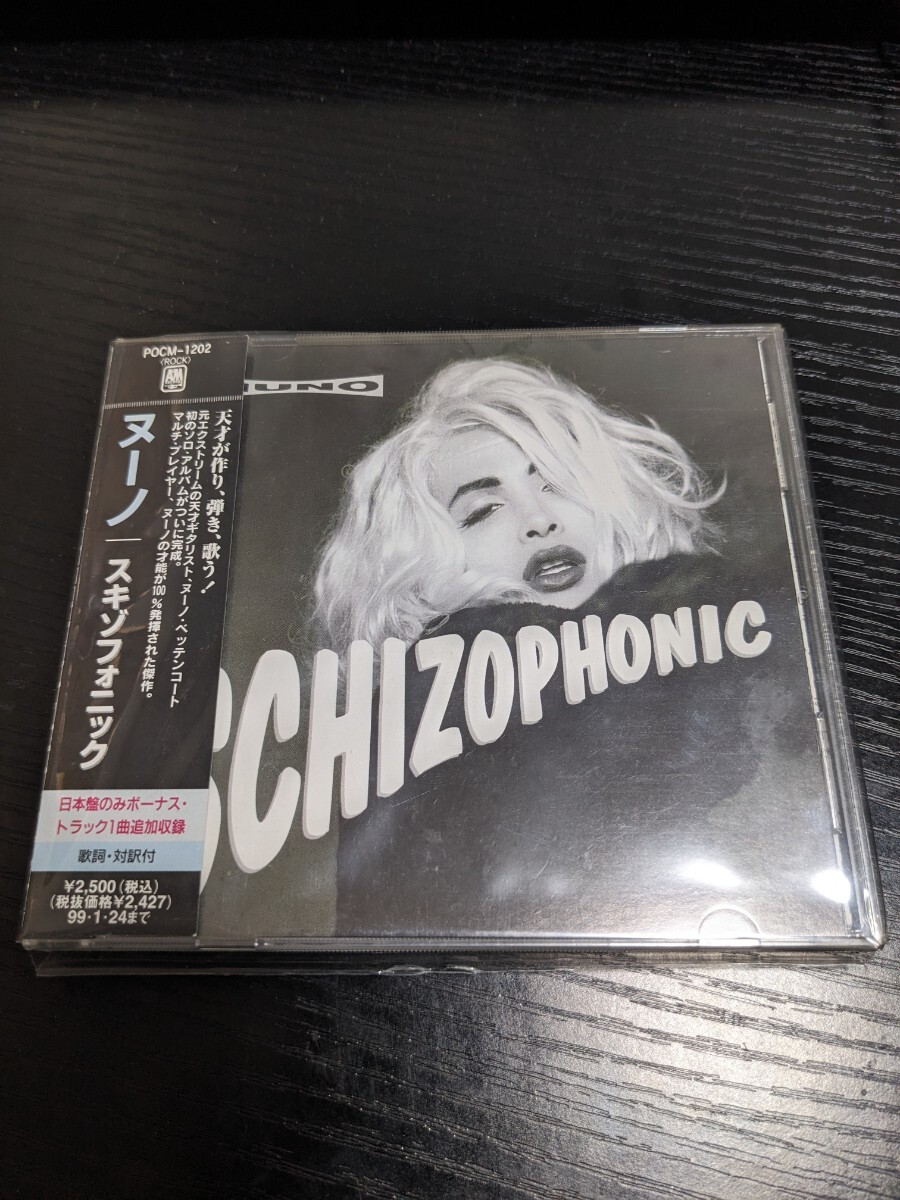 POCM-1202
〈ROCK〉
A&M
ヌーノ
スキゾフォニック
天才が作り、弾き、歌う!
元エクストリームの天才ギタリスト、ヌーノ・ベッテンコート
初のソロ・アルバムがついに完成。
マルチ・プレイヤー、ヌーノの才能が100%発揮された傑作。
日本盤のみボーナス・
トラック1曲追加収録
歌詞・対訳付
¥2,500(税込)
(税抜価格¥2,427)
99・1・24まで
NUNO
SCHIZOPHONIC